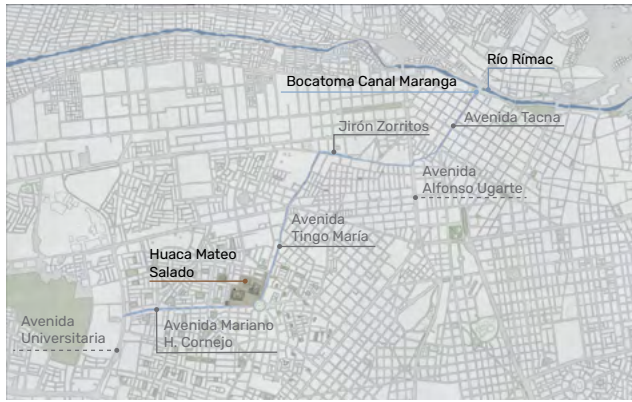 Río Rímac
Bocatoma Canal Maranga
Avenida Tacna
Jirón Zorritos
Avenida
Alfonso Ugarte
Avenida
Tingo María
Huaca Mateo
Salado
Avenida
Universitaria
Avenida Mariano
H. Cornejo